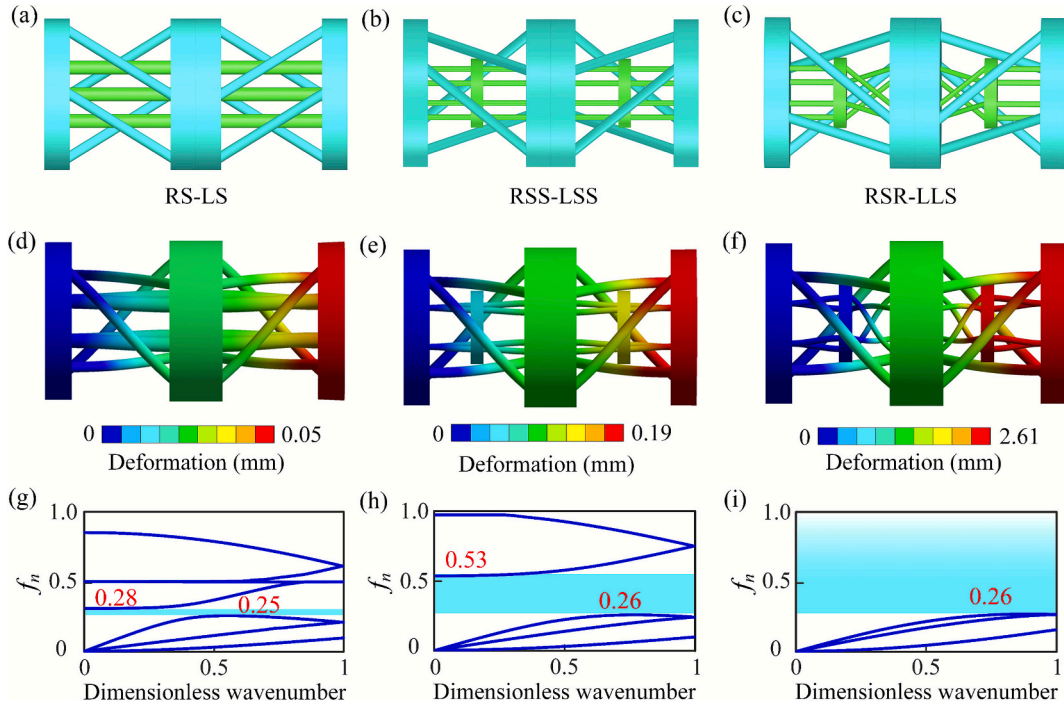 (a) (b) (c)
RS-LS RSS-LSS RSR-LLS
(d) (e) (f)
0 0.05 0 0.19 0 2.61
Deformation (mm) Deformation (mm) Deformation (mm)
(g) (h) (i)
1.0 1.0 1.0
0.53
fn 0.5 fn 0.5 fn 0.5
0.28 0.25 0.26 0.26
0 0 0
0 0.5 1 0 0.5 1 0 0.5 1
Dimensionless wavenumber Dimensionless wavenumber Dimensionless wavenumber